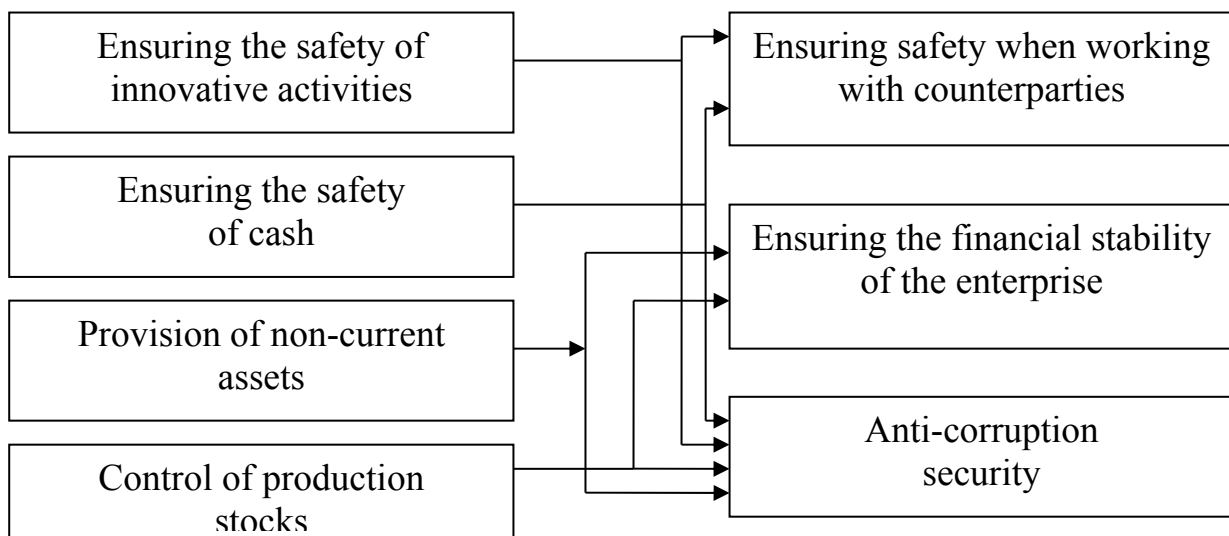 Ensuring the safety of
innovative activities
Ensuring the safety
of cash
Provision of non-current
assets
Control of production
stocks
Ensuring safety when working
with counterparties
Ensuring the financial stability
of the enterprise
Anti-corruption
security